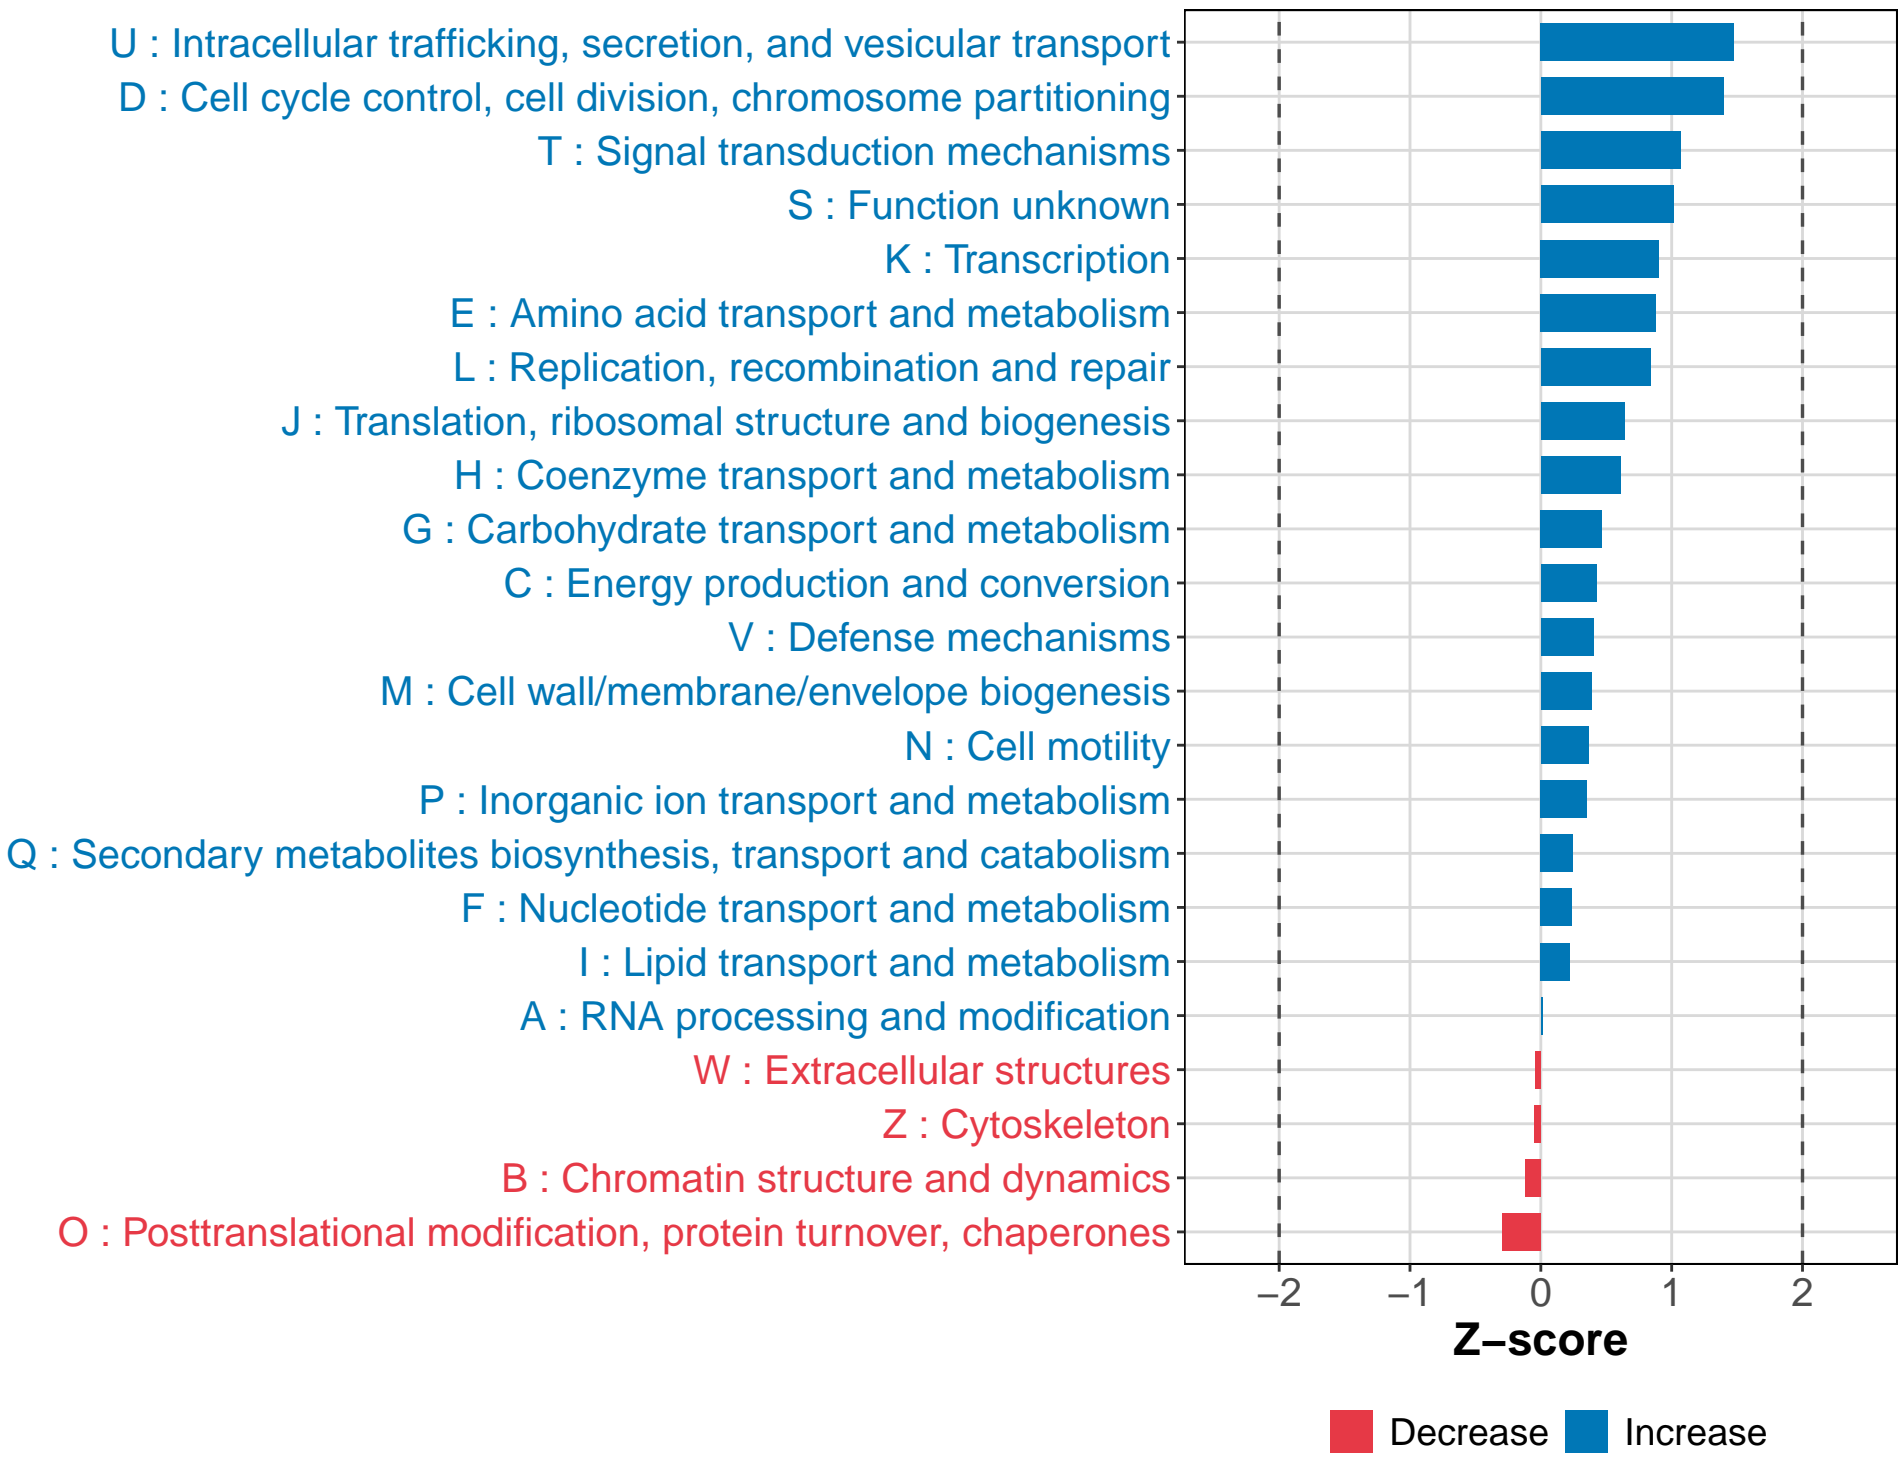 U : Intracellular trafficking, secretion, and vesicular transport
D : Cell cycle control, cell division, chromosome partitioning
T : Signal transduction mechanisms
S : Function unknown
K : Transcription
E : Amino acid transport and metabolism
L : Replication, recombination and repair
J : Translation, ribosomal structure and biogenesis
H : Coenzyme transport and metabolism
G : Carbohydrate transport and metabolism
C : Energy production and conversion
V : Defense mechanisms
M : Cell wall/membrane/envelope biogenesis
N : Cell motility
P : Inorganic ion transport and metabolism
Q : Secondary metabolites biosynthesis, transport and catabolism
F : Nucleotide transport and metabolism
I : Lipid transport and metabolism
A : RNA processing and modification
W : Extracellular structures
Z : Cytoskeleton
B : Chromatin structure and dynamics
O : Posttranslational modification, protein turnover, chaperones
−2 −1 0 1 2
Z−score
Decrease Increase